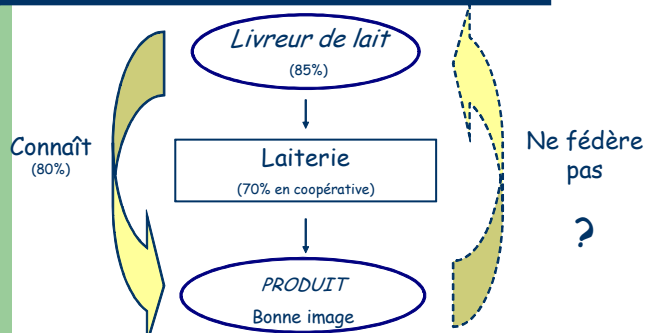 Livreur de lait
(85%)
Connaît
(80%)
Laiterie
(70% en coopérative)
Ne fédère
pas
?
PRODUIT
Bonne image